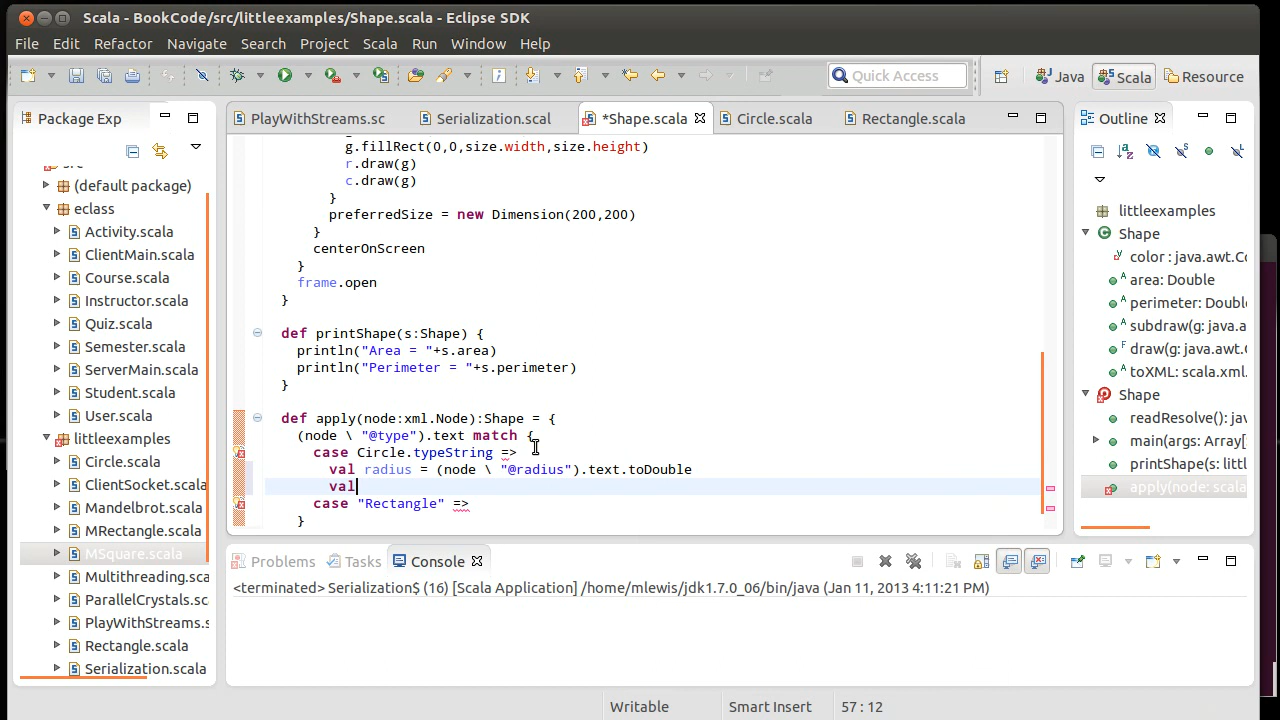 Scala - BookCode/src/littleexamples/Shape.scala - Eclipse SDK
File Edit Refactor Navigate Search Project Scala Run Window Help
Quick Access Java Scala Resource
Package Exp
PlayWithStreams.sc Serialization.scal *Shape.scala Circle.scala Rectangle.scala
Outline
src
(default package)
eclass
Activity.scala
ClientMain.scala
Course.scala
Instructor.scala
Quiz.scala
Semester.scala
ServerMain.scala
Student.scala
User.scala
littleexamples
Circle.scala
ClientSocket.scala
Mandelbrot.scala
MRectangle.scala
MSquare.scala
Multithreading.sca
ParallelCrystals.sc
PlayWithStreams.s
Rectangle.scala
Serialization.scala
g.fillRect(0,0,size.width,size.height)
r.draw(g)
c.draw(g)
}
preferredSize = new Dimension(200,200)
}
centerOnScreen
}
frame.open
}
def printShape(s:Shape) {
println("Area = "+s.area)
println("Perimeter = "+s.perimeter)
}
def apply(node:xml.Node):Shape = {
(node \ "@type").text match {
case Circle.typeString =>
val radius = (node \ "@radius").text.toDouble
val
case "Rectangle" =>
}
littleexamples
Shape
color : java.awt.Co
area: Double
perimeter: Double
subdraw(g: java.a
draw(g: java.awt.
toXML: scala.xml.
Shape
readResolve(): jav
main(args: Array[
printShape(s: littl
apply(node: scala
Problems Tasks Console
<terminated> Serialization$ (16) [Scala Application] /home/mlewis/jdk1.7.0_06/bin/java (Jan 11, 2013 4:11:21 PM)
Writable Smart Insert 57 : 12